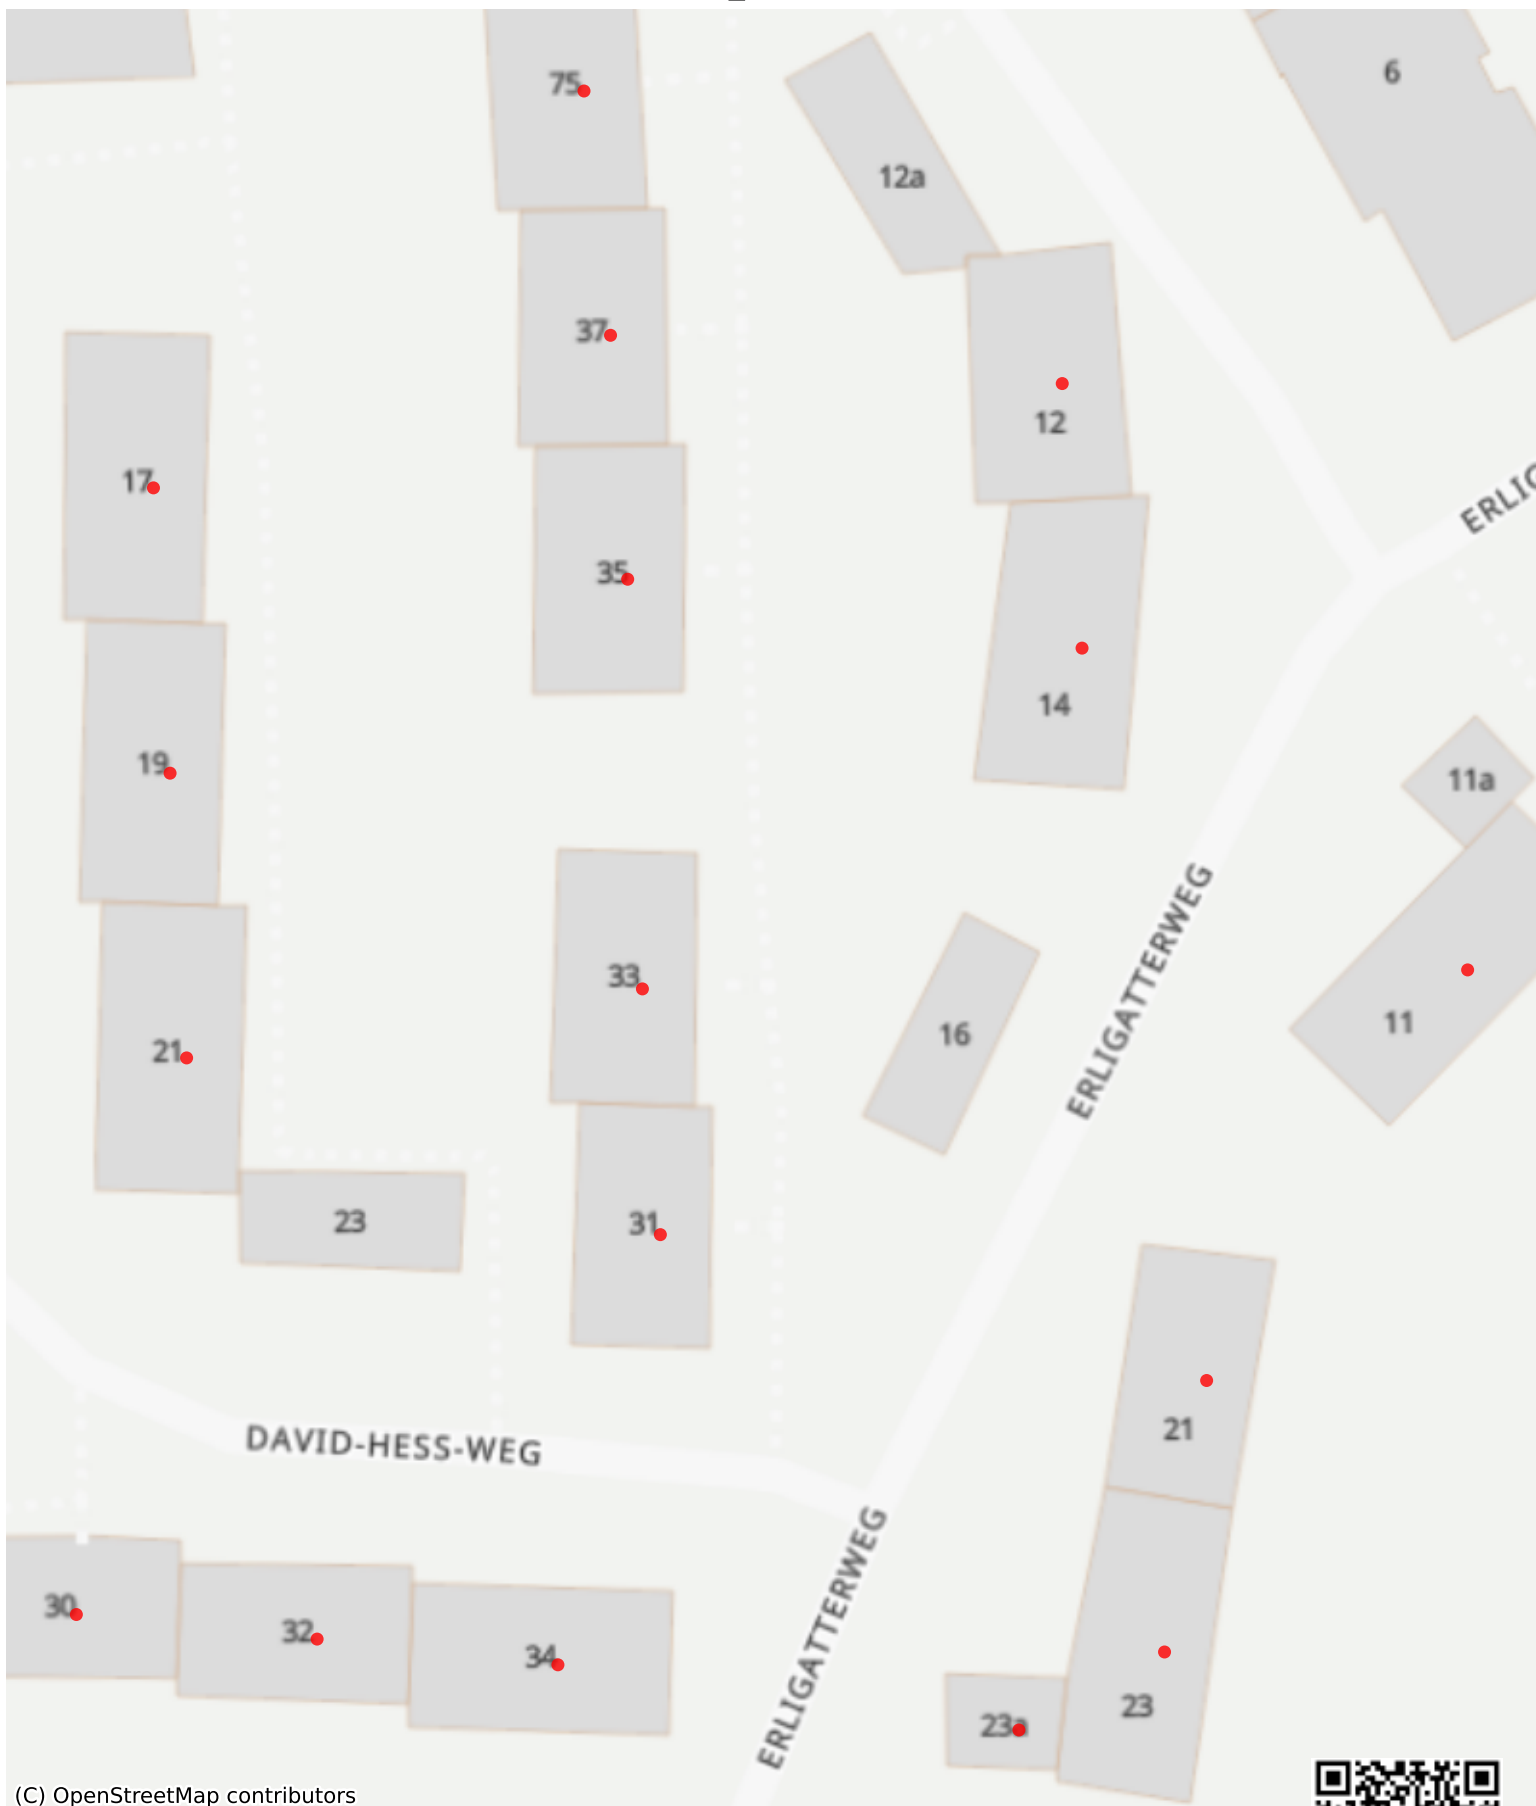 75
6
12a
37
12
17
ERLIG
35
14
19
11a
ERLIGATTERWEG
33
11
16
21
23
31
21
DAVID-HESS-WEG
ERLIGATTERWEG
30
32
34
23
23a
(C) OpenStreetMap contributors